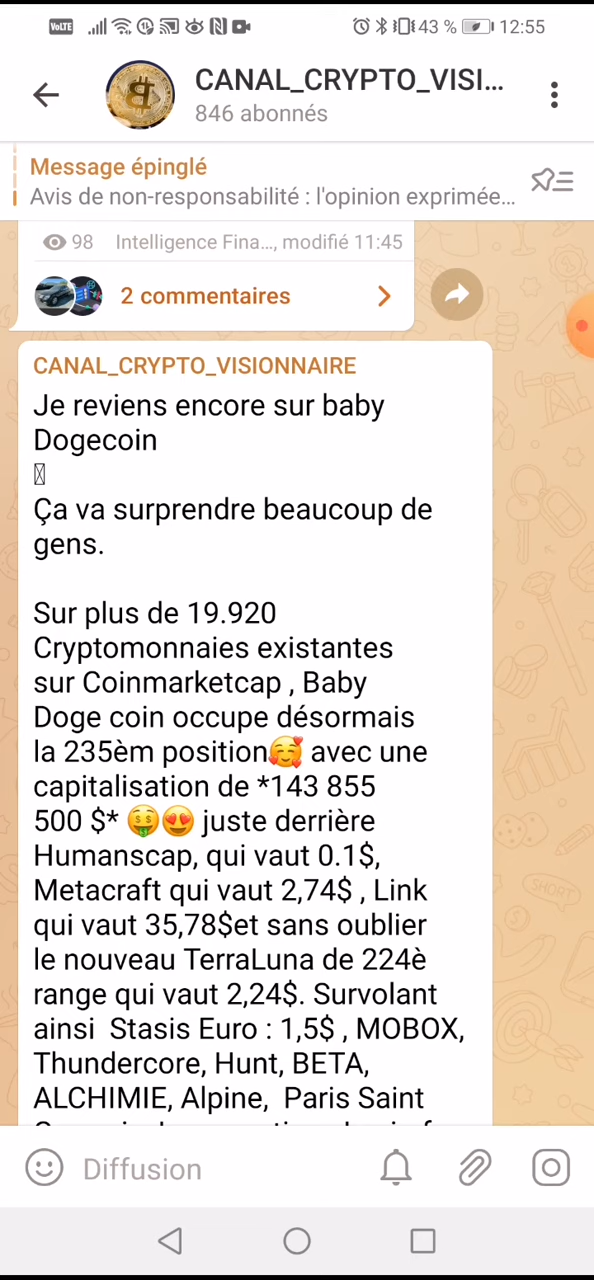 VoLTE 43 % 12:55
CANAL_CRYPTO_VISI...
846 abonnés
Message épinglé
Avis de non-responsabilité : l'opinion exprimée...
98 Intelligence Fina..., modifié 11:45
2 commentaires
CANAL_CRYPTO_VISIONNAIRE
Je reviens encore sur baby
Dogecoin
Ça va surprendre beaucoup de
gens.
Sur plus de 19.920
Cryptomonnaies existantes
sur Coinmarketcap , Baby
Doge coin occupe désormais
la 235èm position🥰 avec une
capitalisation de *143 855
500 $* 🤑😍 juste derrière
Humanscap, qui vaut 0.1$,
Metacraft qui vaut 2,74$ , Link
qui vaut 35,78$et sans oublier
le nouveau TerraLuna de 224è
range qui vaut 2,24$. Survolant
ainsi  Stasis Euro : 1,5$ , MOBOX,
Thundercore, Hunt, BETA,
ALCHIMIE, Alpine,  Paris Saint
Diffusion